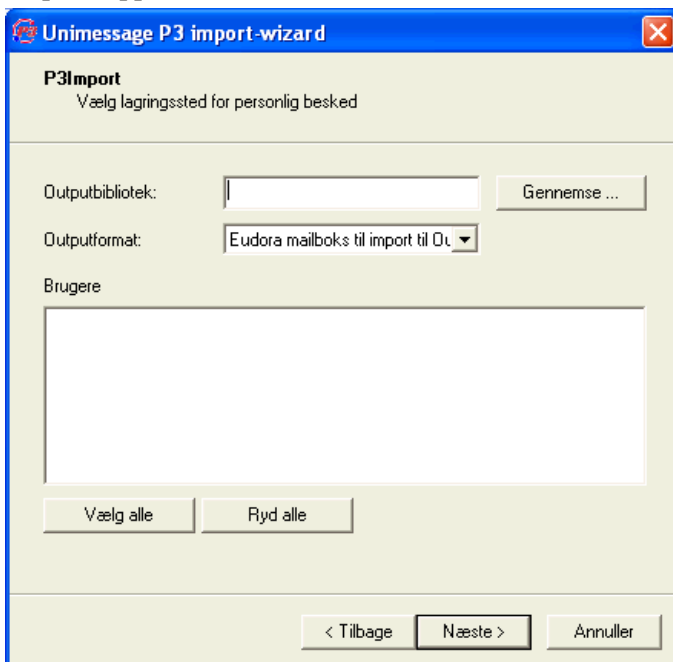 Unimessage P3 import-wizard
P3Import
Vælg lagringssted for personlig besked
Outputbibliotek:
Gennemse ...
Outputformat:
Eudora mailboks til import til Ou
Brugere
Vælg alle
Ryd alle
< Tilbage
Næste >
Annuller